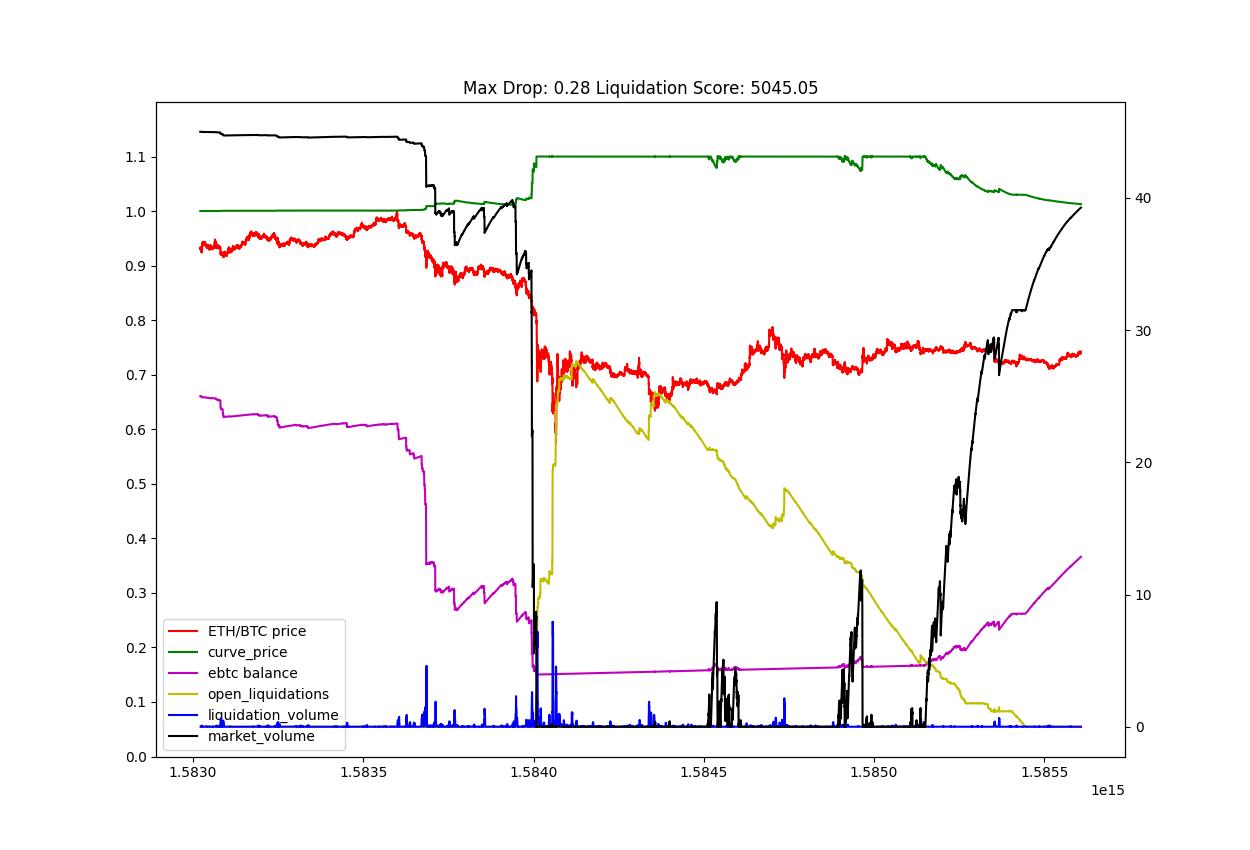 Max Drop: 0.28 Liquidation Score: 5045.05
1.1
1.0
0.9
0.8
0.7
0.6
0.5
0.4
0.3
0.2
0.1
0.0
40
30
20
10
0
ETH/BTC price
curve_price
ebtc balance
open_liquidations
liquidation_volume
market_volume
1.5830 1.5835 1.5840 1.5845 1.5850 1.5855
1e15